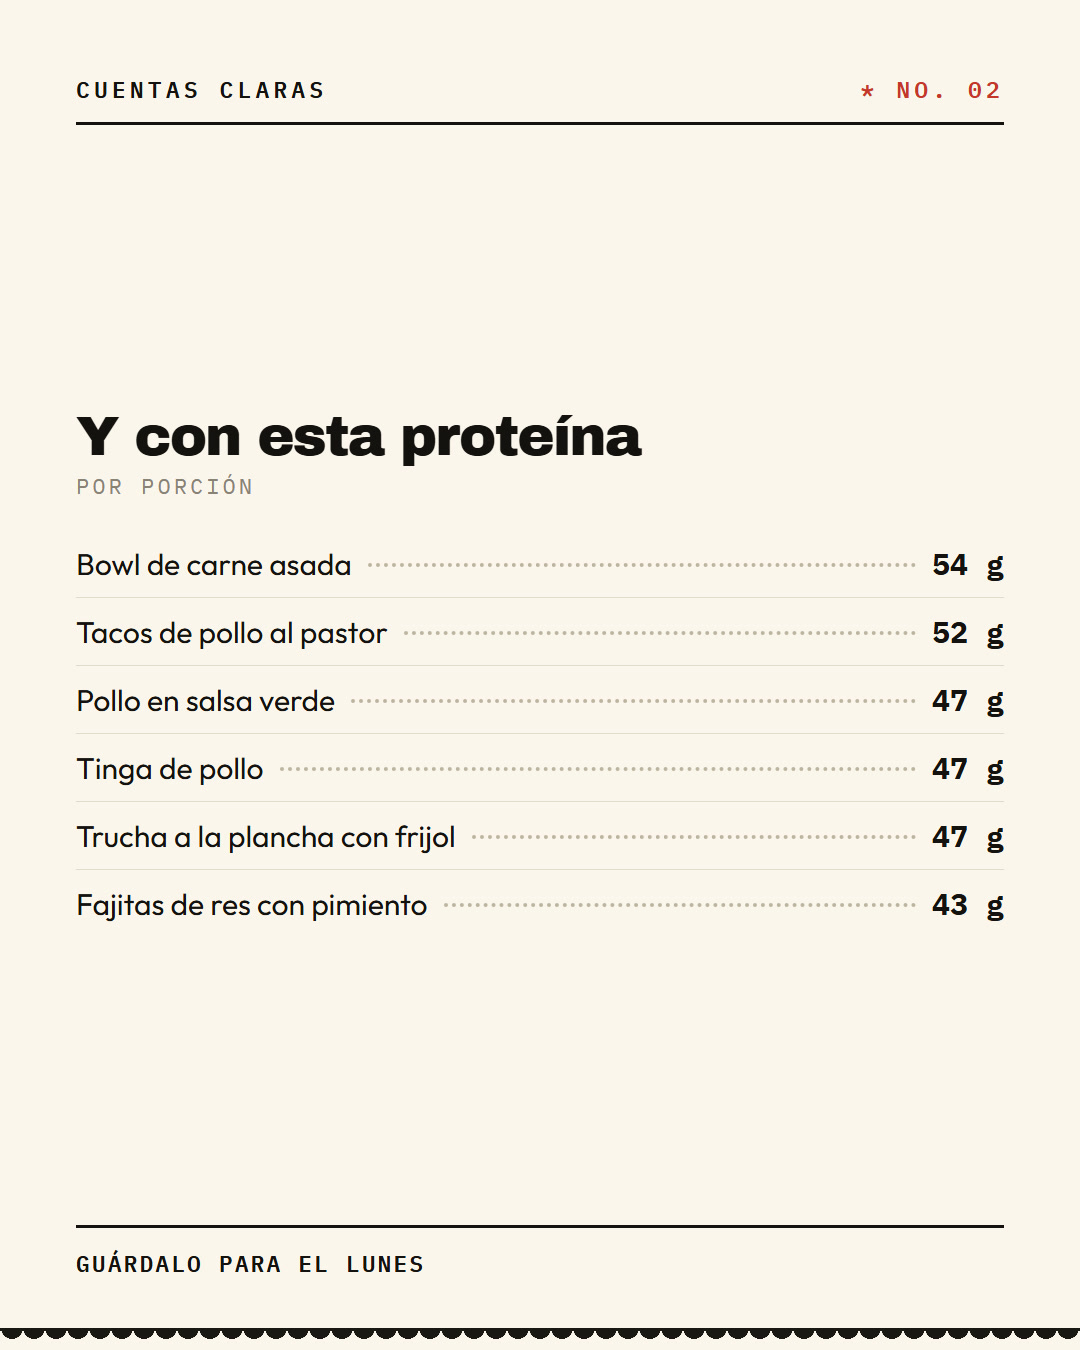 CUENTAS CLARAS * NO. 02
Y con esta proteína
POR PORCIÓN
Bowl de carne asada 54 g
Tacos de pollo al pastor 52 g
Pollo en salsa verde 47 g
Tinga de pollo 47 g
Trucha a la plancha con frijol 47 g
Fajitas de res con pimiento 43 g
GUÁRDALO PARA EL LUNES